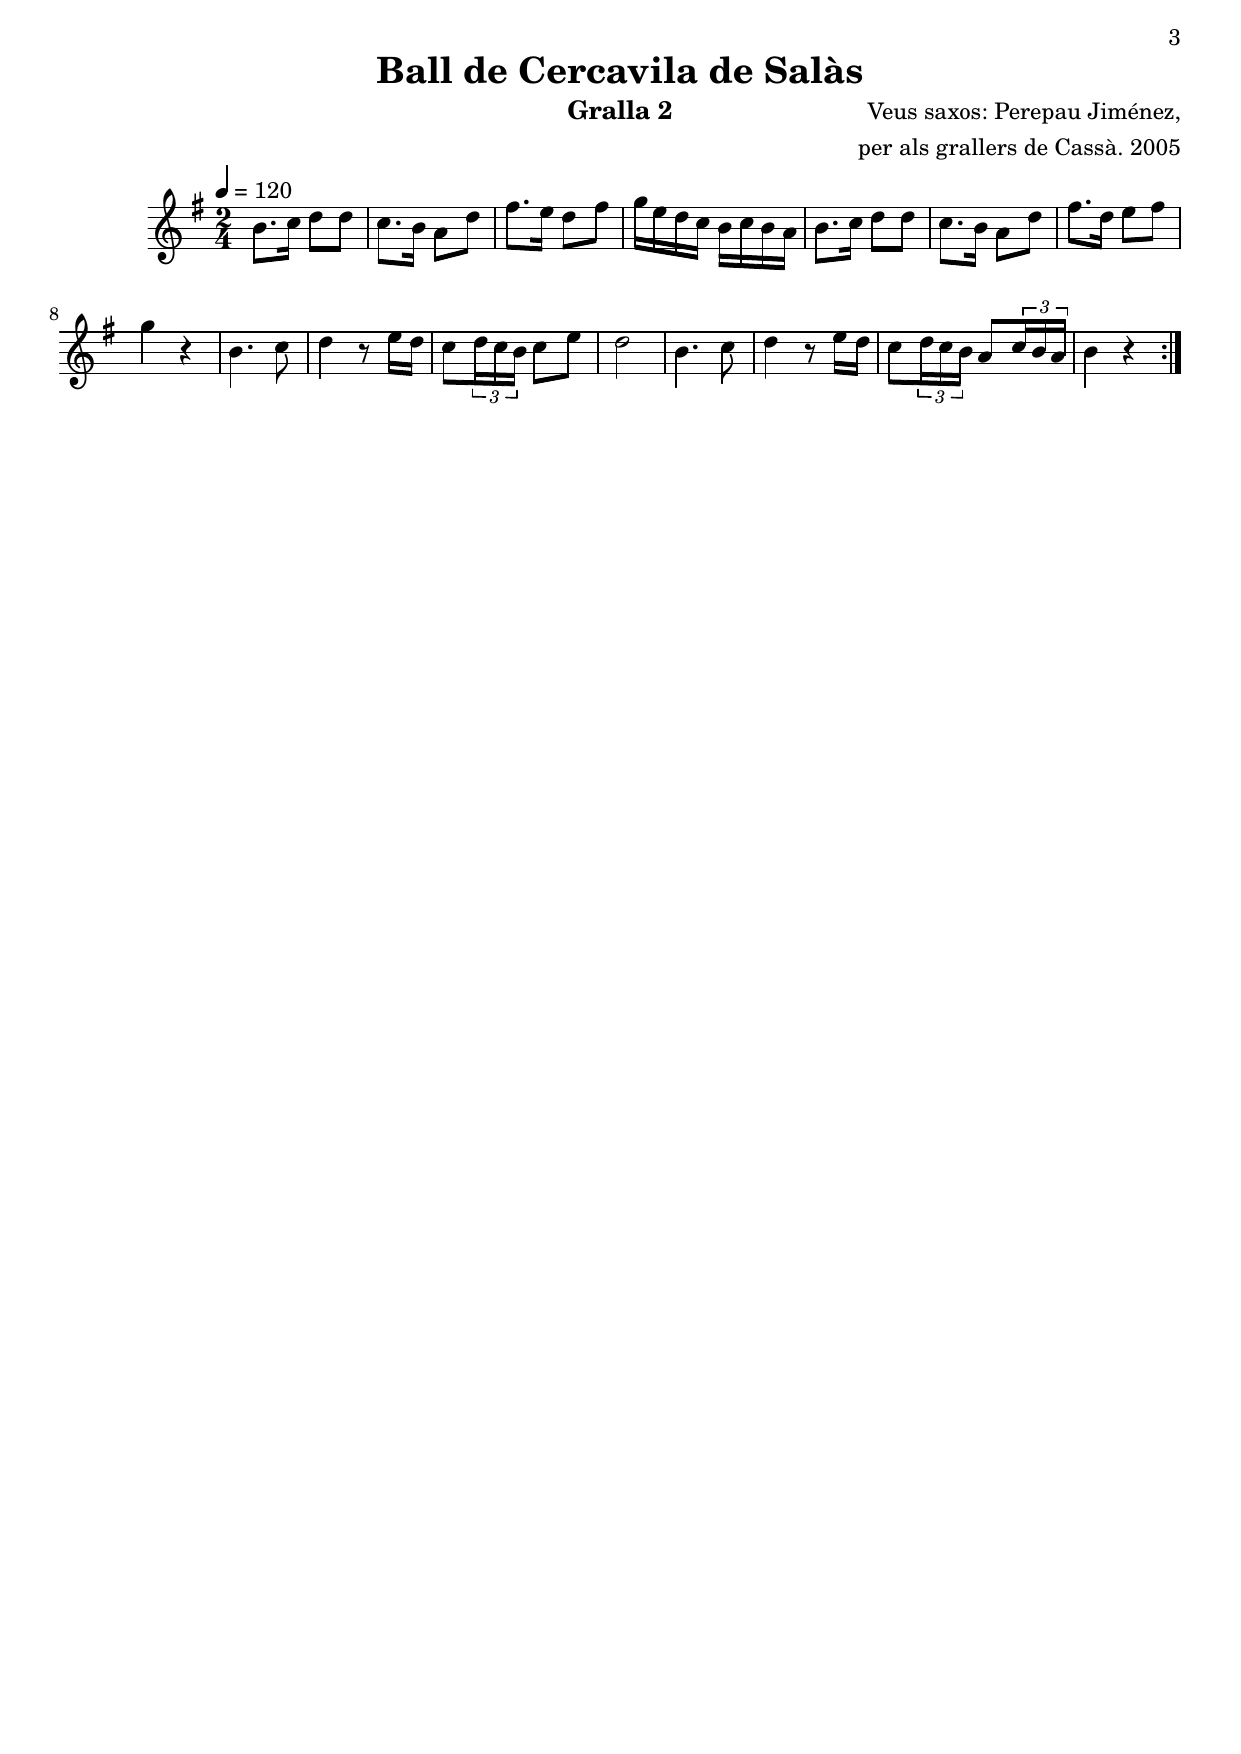 3
Ball de Cercavila de Salàs
Gralla 2
Veus saxos: Perepau Jiménez,
per als grallers de Cassà. 2005
= 120
2
4
8
3
3
3
3